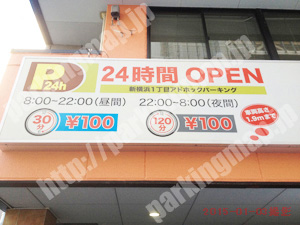 P
24h
24時間 OPEN
新横浜1丁目アドホックパーキング
8:00~22:00(昼間) 22:00~8:00(夜間)
30分 ¥100 120分 ¥100
車両高さ
1.9mまで